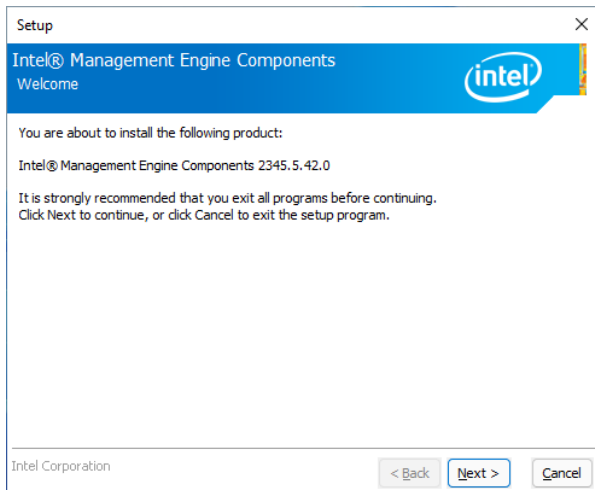 Setup
Intel® Management Engine Components
Welcome
intel
You are about to install the following product:
Intel® Management Engine Components 2345.5.42.0
It is strongly recommended that you exit all programs before continuing.
Click Next to continue, or click Cancel to exit the setup program.
Intel Corporation
< Back Next > Cancel